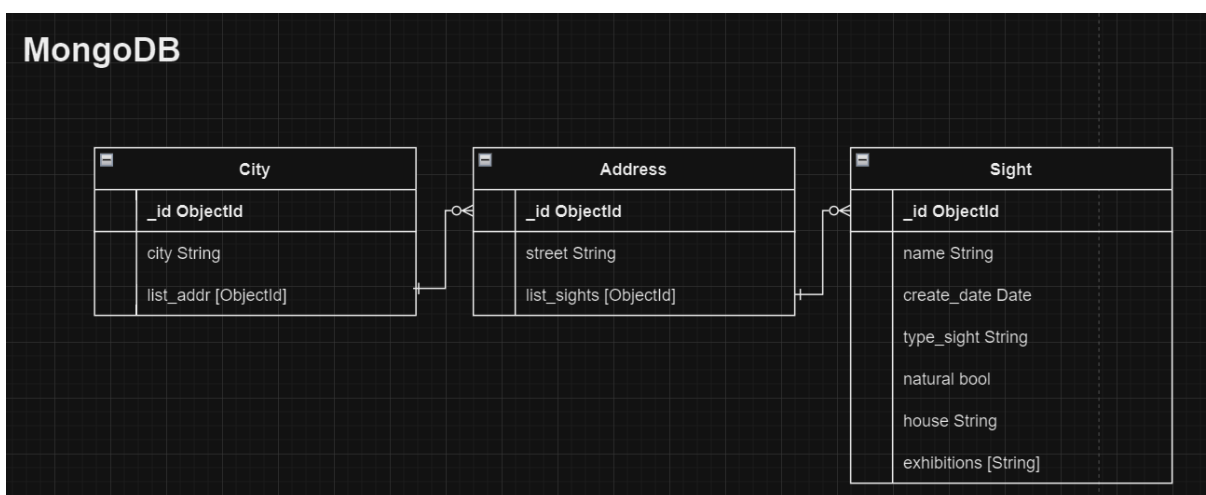 MongoDB
City
_id ObjectId
city String
list_addr [ObjectId]
Address
_id ObjectId
street String
list_sights [ObjectId]
Sight
_id ObjectId
name String
create_date Date
type_sight String
natural bool
house String
exhibitions [String]